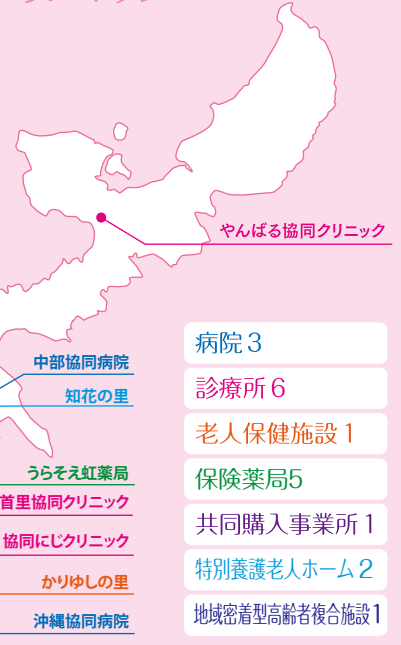 やんばる協同クリニック
中部協同病院
知花の里
うらそえ虹薬局
首里協同クリニック
協同にじクリニック
かりゆしの里
沖縄協同病院
病院3
診療所6
老人保健施設1
保険薬局5
共同購入事業所1
特別養護老人ホーム2
地域密着型高齢者複合施設1